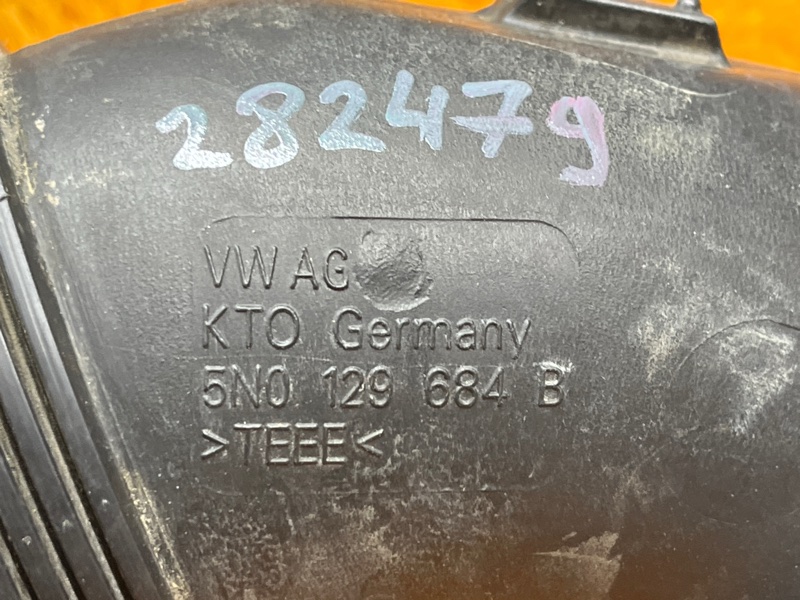 282479
VW AG
KTO Germany
5N0 129 684 B
>TEEE<